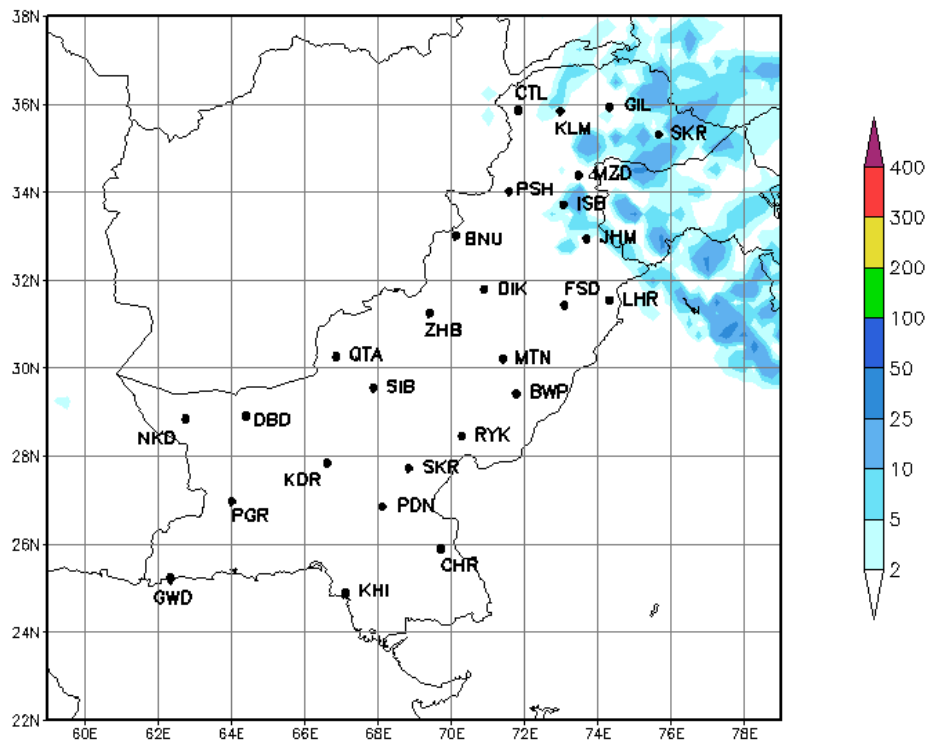 38N
36N
34N
32N
30N
28N
26N
24N
22N
60E
62E
64E
66E
68E
70E
72E
74E
76E
78E
CTL
KLM
GIL
SKR
MZD
PSH
ISB
BNU
JHM
DIK
FSD
LHR
ZHB
QTA
MTN
SIB
BWP
NKD
DBD
RYK
KDR
SKR
PGR
PDN
CHR
GWD
KHI
400
300
200
100
50
25
10
5
2